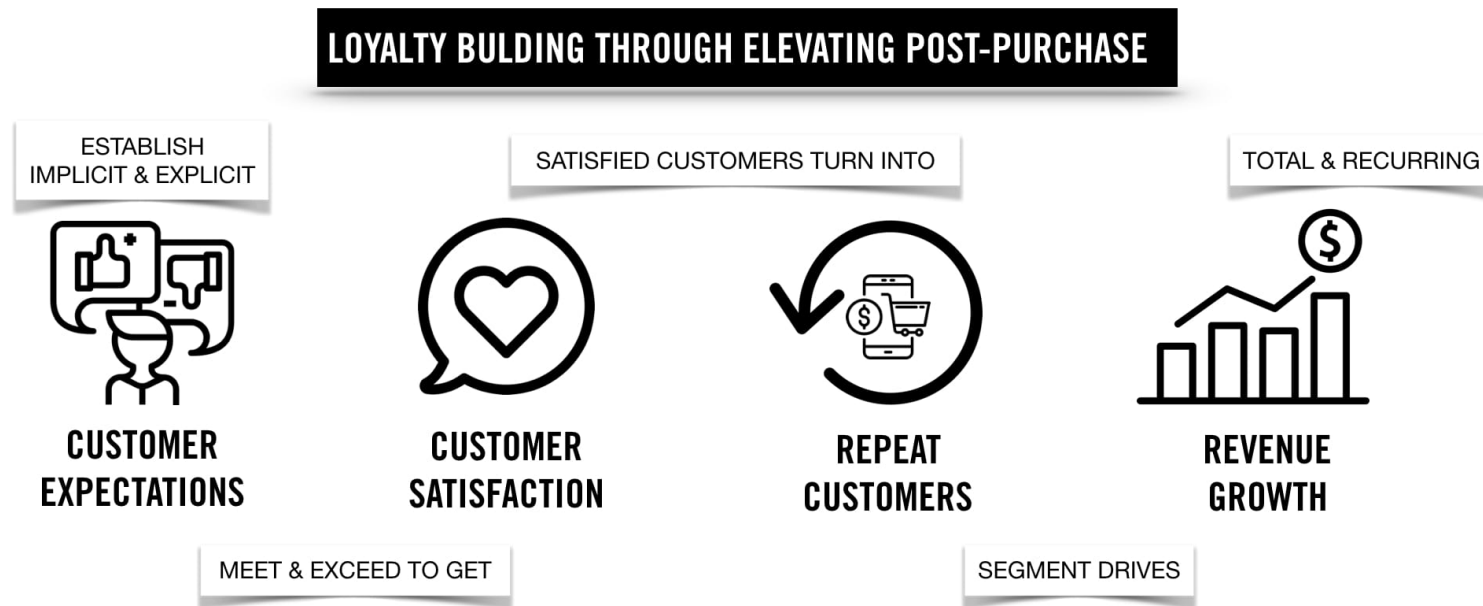 LOYALTY BULDING THROUGH ELEVATING POST-PURCHASE
ESTABLISH
IMPLICIT & EXPLICIT
SATISFIED CUSTOMERS TURN INTO
TOTAL & RECURRING
$
$
CUSTOMER
EXPECTATIONS
CUSTOMER
SATISFACTION
REPEAT
CUSTOMERS
REVENUE
GROWTH
MEET & EXCEED TO GET
SEGMENT DRIVES